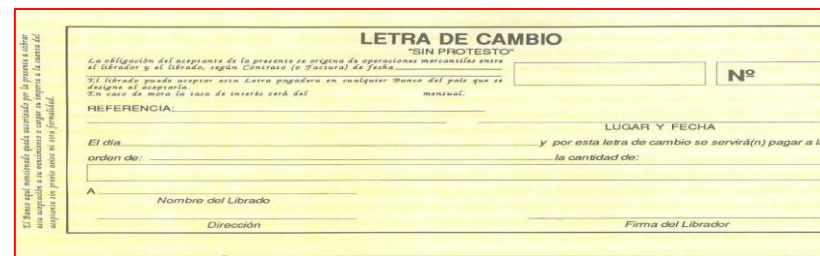 LETRA DE CAMBIO
"SIN PROTESTO"
La obligación del aceptante de la presente se origina de operaciones mercantiles entre
el librador y el librado, según Contrato (o Factura) de fecha
El librado puede aceptar esta Letra pagadera en cualquier Banco del país que se
designe al aceptarla.
En caso de mora la taca de interés será del mensual.
Nº
REFERENCIA:
LUGAR Y FECHA
El día y por esta letra de cambio se servirá(n) pagar a la
orden de: la cantidad de:
A
Nombre del Librado
Dirección Firma del Librador
El Banco aquí mencionado queda autorizado por la presente a cobrar
esta aceptación a su vencimiento o cargar su importe a la cuenta del
aceptante sin previo aviso ni otra formalidad.